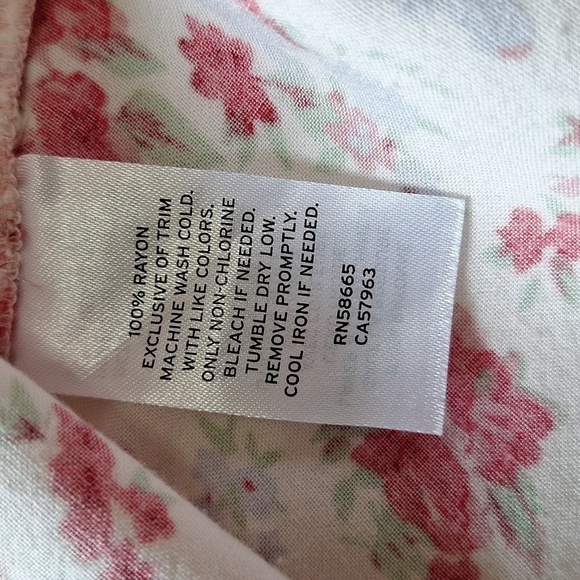 100% RAYON
EXCLUSIVE OF TRIM
MACHINE WASH COLD.
WITH LIKE COLORS.
ONLY NON-CHLORINE
BLEACH IF NEEDED.
TUMBLE DRY LOW.
REMOVE PROMPTLY.
COOL IRON IF NEEDED.
RN58665
CA57963